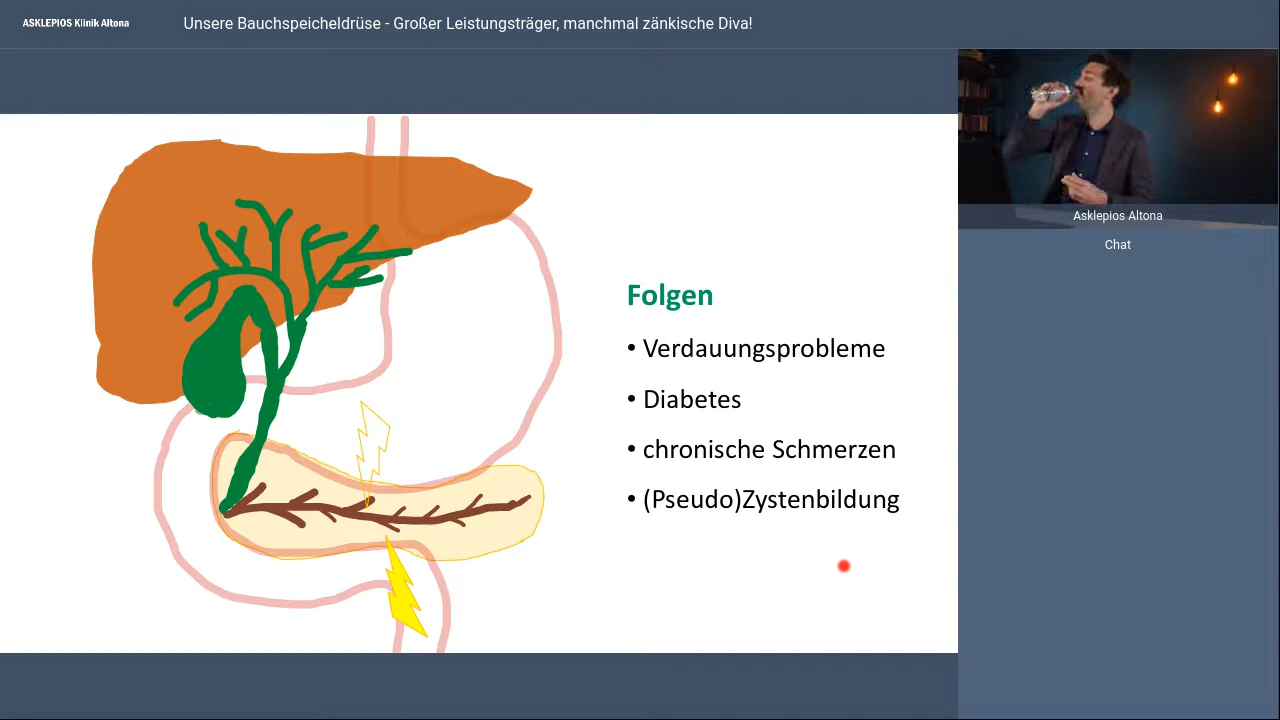 ASKLEPIOS Klinik Altona
Unsere Bauchspeicheldrüse - Großer Leistungsträger, manchmal zänkische Diva!
Asklepios Altona
Chat
Folgen
• Verdauungsprobleme
• Diabetes
• chronische Schmerzen
• (Pseudo)Zystenbildung